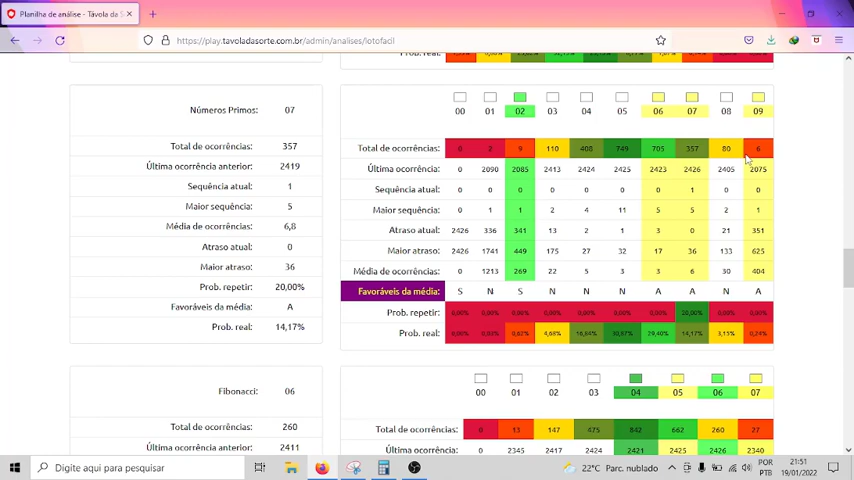 Planilha de análise - Távola da S
https://play.tavoladasorte.com.br/admin/analises/lotofacil
Números Primos: 07
Total de ocorrências: 357
Última ocorrência anterior: 2419
Sequência atual: 1
Maior sequência: 5
Média de ocorrências: 6,8
Atraso atual: 0
Maior atraso: 36
Prob. repetir: 20,00%
Favoráveis da média: A
Prob. real: 14,17%
00 01 02 03 04 05 06 07 08 09
Total de ocorrências: 0 2 9 110 408 749 705 357 80 6
Última ocorrência: 0 2090 2085 2413 2424 2425 2423 2426 2405 2075
Sequência atual: 0 0 0 0 0 0 0 1 0 0
Maior sequência: 0 1 1 2 4 11 5 5 2 1
Atraso atual: 2426 336 341 13 2 1 3 0 21 351
Maior atraso: 2426 1741 449 175 27 32 17 36 133 625
Média de ocorrências: 0 1213 269 22 5 3 3 6 30 404
Favoráveis da média: S N S N N N A A N A
Prob. repetir: 0,00% 0,00% 0,00% 0,00% 0,00% 0,00% 0,00% 20,00% 0,00% 0,00%
Prob. real: 0,00% 0,03% 0,62% 4,68% 16,84% 30,87% 29,40% 14,17% 3,15% 0,24%
Fibonacci: 06
Total de ocorrências: 260
Última ocorrência anterior: 2411
00 01 02 03 04 05 06 07
Total de ocorrências: 0 13 147 475 842 662 260 27
Última ocorrência: 0 2345 2417 2424 2421 2425 2426 2340
Digite aqui para pesquisar
22°C Parc. nublado
POR
PTB
21:51
19/01/2022